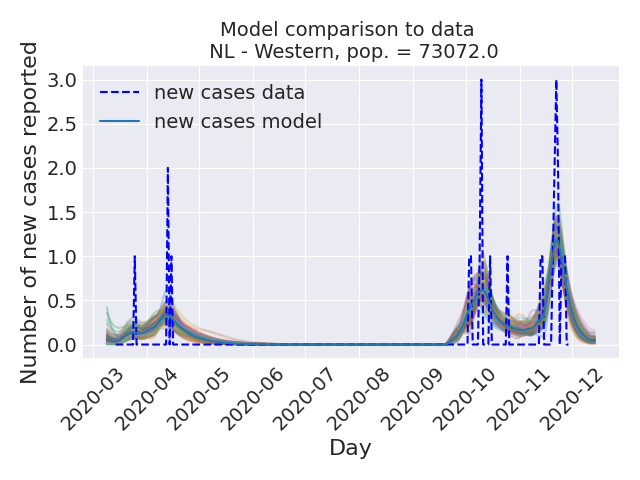 Model comparison to data
NL - Western, pop. = 73072.0
Number of new cases reported
3.0
2.5
2.0
1.5
1.0
0.5
0.0
new cases data
new cases model
2020-03
2020-04
2020-05
2020-06
2020-07
2020-08
2020-09
2020-10
2020-11
2020-12
Day